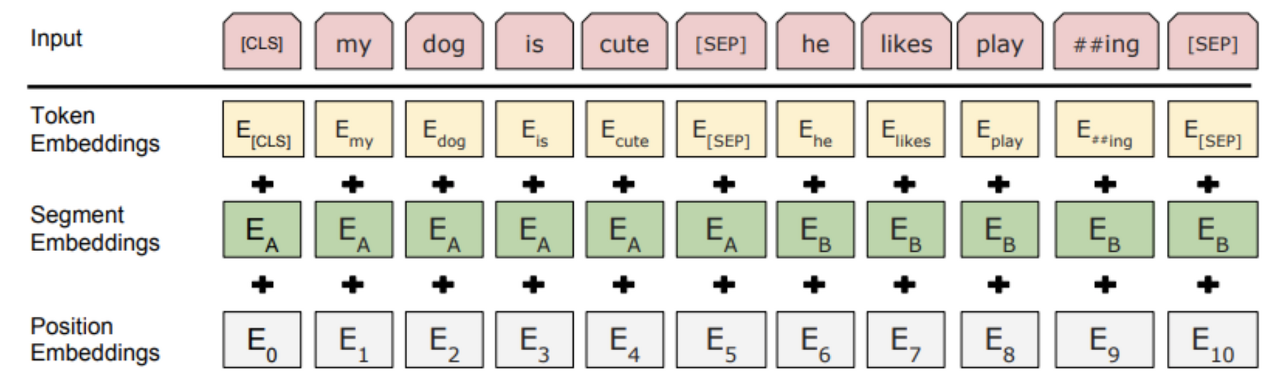 Input [CLS] my dog is cute [SEP] he likes play ##ing [SEP]
Token
Embeddings
E[CLS] Emy Edog Eis Ecute E[SEP] Ehe Elikes Eplay E##ing E[SEP]
+ + + + + + + + + + +
Segment
Embeddings
EA EA EA EA EA EA EB EB EB EB EB
+ + + + + + + + + + +
Position
Embeddings
E0 E1 E2 E3 E4 E5 E6 E7 E8 E9 E10